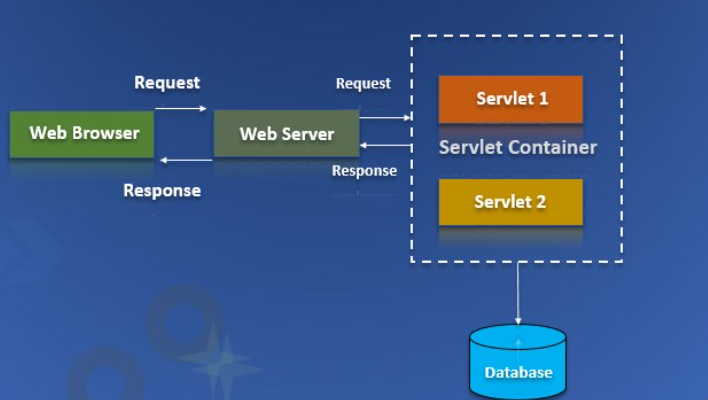 Request
Request
Servlet 1
Web Browser
Web Server
Servlet Container
Response
Response
Servlet 2
Database